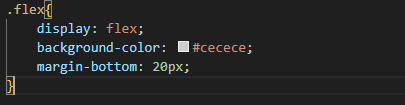 .flex{
    display: flex;
    background-color: #cecece;
    margin-bottom: 20px;
}